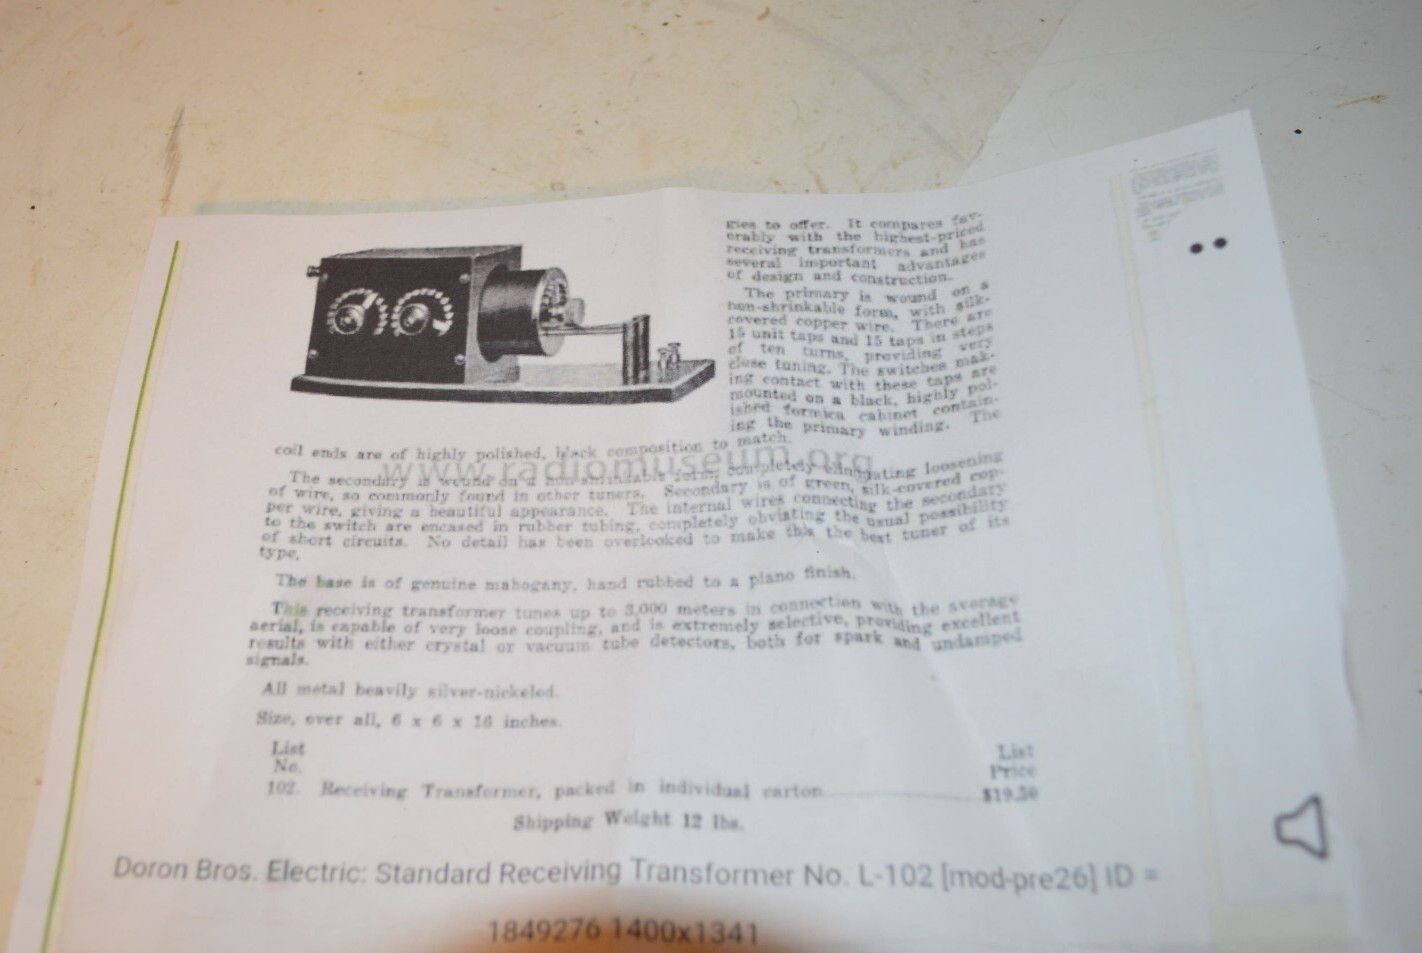 gies to offer. It compares fav-
orably with the highest-priced
receiving transformers and has
several important advantages
of design and construction.
The primary is wound on a
non-shrinkable form, with silk-
covered copper wire. There are
15 unit taps and 15 taps in steps
of ten turns, providing very
close tuning. The switches mak-
ing contact with these taps are
mounted on a black, highly pol-
ished formica cabinet contain-
ing the primary winding. The
coil ends are of highly polished, black composition to match.
www.radiomuseum.org
The secondary is wound on a non-shrinkable form, completely eliminating loosening
of wire, so commonly found in other tuners. Secondary is of green, silk-covered cop-
per wire, giving a beautiful appearance. The internal wires connecting the secondary
to the switch are encased in rubber tubing, completely obviating the usual possibility
of short circuits. No detail has been overlooked to make this the best tuner of its
type.
The base is of genuine mahogany, hand rubbed to a piano finish.
This receiving transformer tunes up to 3,000 meters in connection with the average
aerial, is capable of very loose coupling, and is extremely selective, providing excellent
results with either crystal or vacuum tube detectors, both for spark and undamped
signals.
All metal heavily silver-nickeled.
Size, over all, 6 x 6 x 16 inches.
List List
No. Price
102. Receiving Transformer, packed in individual carton $19.50
Shipping Weight 12 lbs.
Doron Bros. Electric: Standard Receiving Transformer No. L-102 [mod-pre26] ID =
1849276 1400x1341